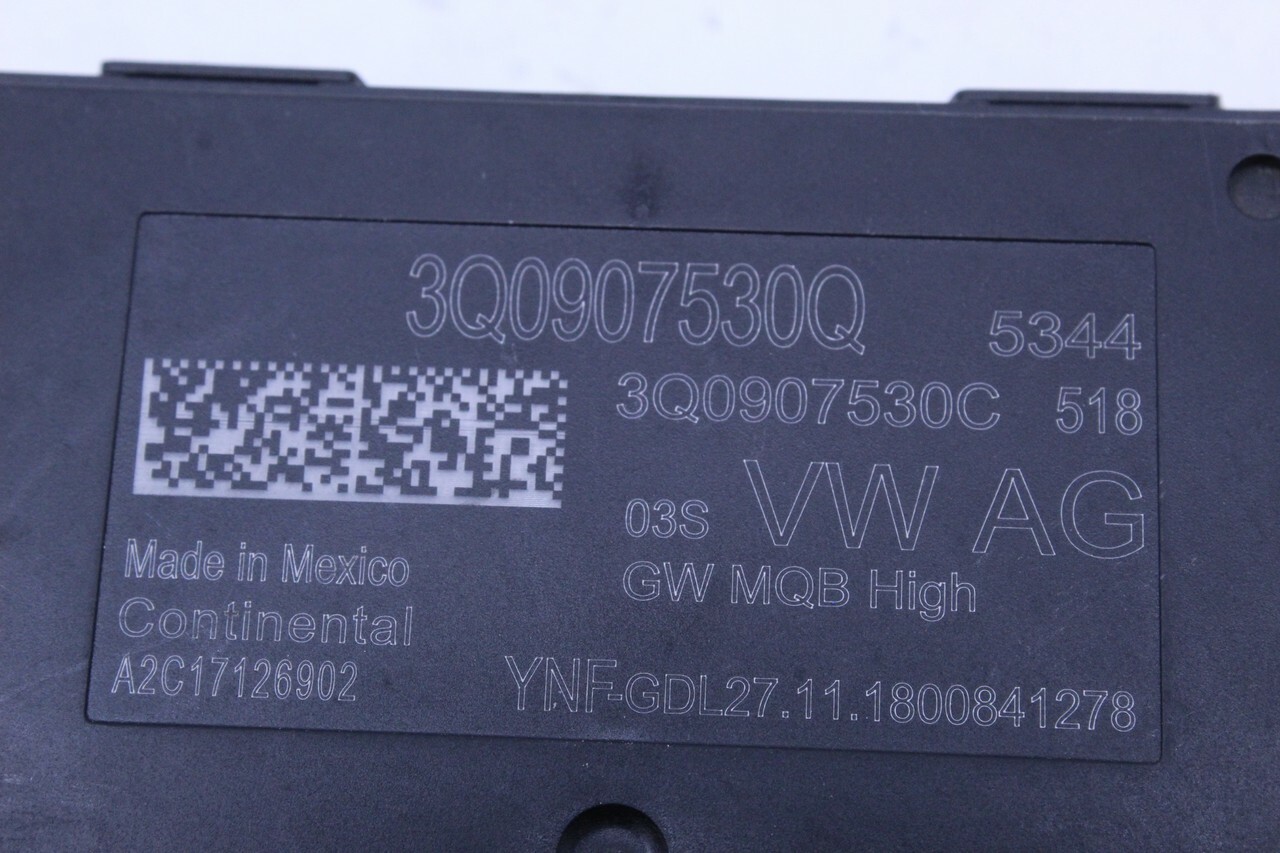 3Q0907530Q 5344
3Q0907530C 518
03S VW AG
GW MQB High
Made in Mexico
Continental
A2C17126902
YNF-GDL27.11.1800841278